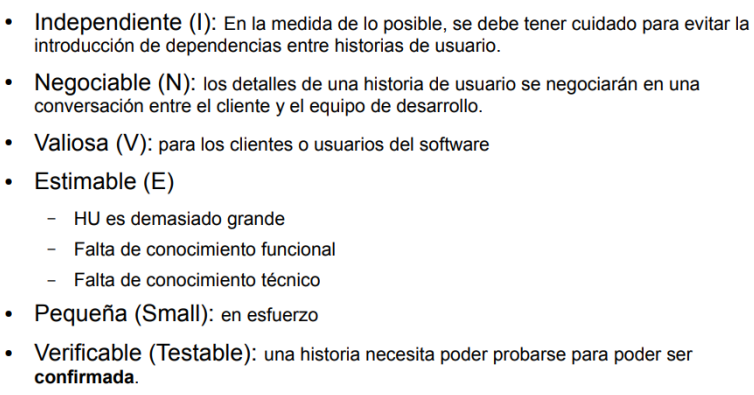 • Independiente (I): En la medida de lo posible, se debe tener cuidado para evitar la
introducción de dependencias entre historias de usuario.
• Negociable (N): los detalles de una historia de usuario se negociarán en una
conversación entre el cliente y el equipo de desarrollo.
• Valiosa (V): para los clientes o usuarios del software
• Estimable (E)
– HU es demasiado grande
– Falta de conocimiento funcional
– Falta de conocimiento técnico
• Pequeña (Small): en esfuerzo
• Verificable (Testable): una historia necesita poder probarse para poder ser
confirmada.